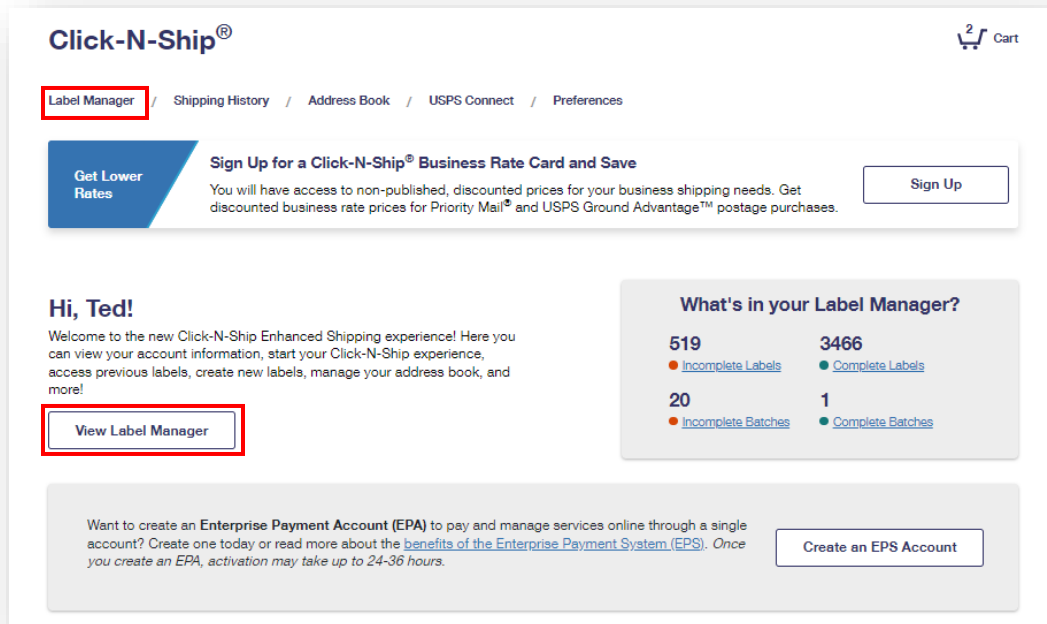 Click-N-Ship®
2 Cart
Label Manager / Shipping History / Address Book / USPS Connect / Preferences
Get Lower
Rates
Sign Up for a Click-N-Ship® Business Rate Card and Save
You will have access to non-published, discounted prices for your business shipping needs. Get
discounted business rate prices for Priority Mail® and USPS Ground Advantage™ postage purchases.
Sign Up
Hi, Ted!
Welcome to the new Click-N-Ship Enhanced Shipping experience! Here you
can view your account information, start your Click-N-Ship experience,
access previous labels, create new labels, manage your address book, and
more!
View Label Manager
What's in your Label Manager?
519 3466
Incomplete Labels Complete Labels
20 1
Incomplete Batches Complete Batches
Want to create an Enterprise Payment Account (EPA) to pay and manage services online through a single
account? Create one today or read more about the benefits of the Enterprise Payment System (EPS). Once
you create an EPA, activation may take up to 24-36 hours.
Create an EPS Account